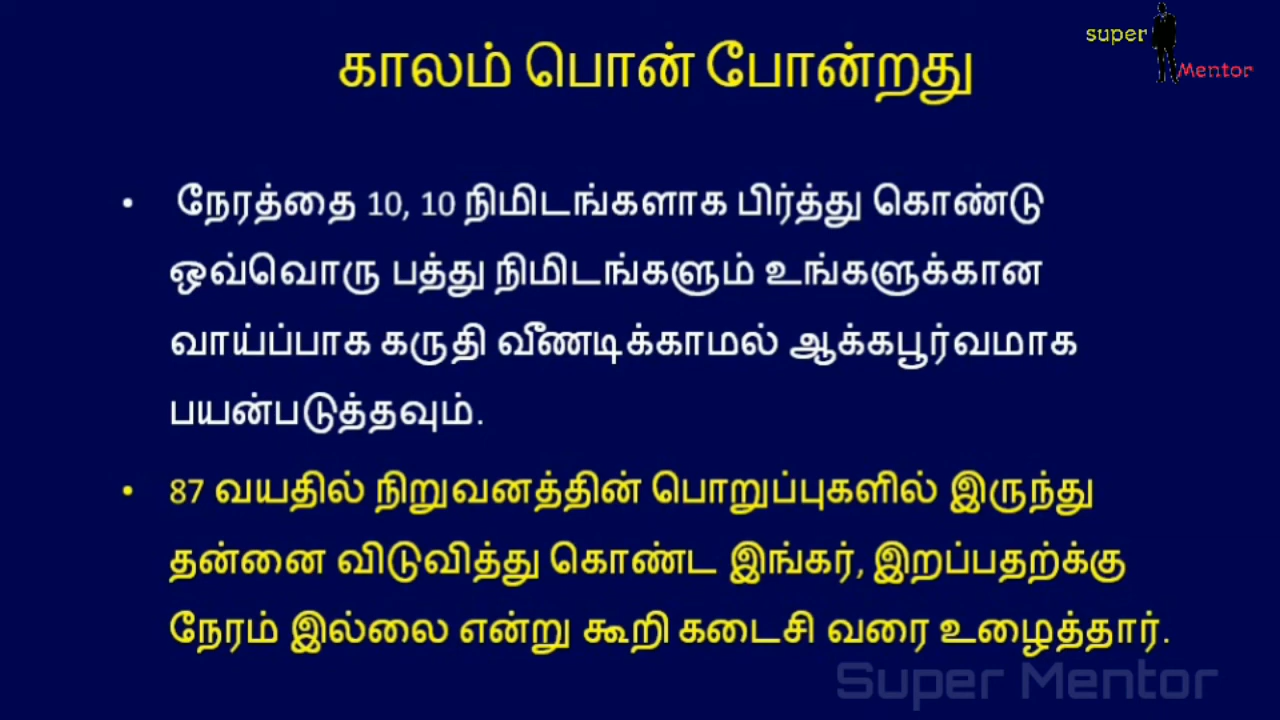 super
Mentor
காலம் பொன் போன்றது
• நேரத்தை 10, 10 நிமிடங்களாக பிர்த்து கொண்டு
ஒவ்வொரு பத்து நிமிடங்களும் உங்களுக்கான
வாய்ப்பாக கருதி வீணடிக்காமல் ஆக்கபூர்வமாக
பயன்படுத்தவும்.
• 87 வயதில் நிறுவனத்தின் பொறுப்புகளில் இருந்து
தன்னை விடுவித்து கொண்ட இங்கர், இறப்பதற்க்கு
நேரம் இல்லை என்று கூறி கடைசி வரை உழைத்தார்.
Super Mentor